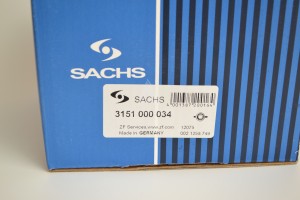 SACHS
SACHS
3151 000 034
ZF Services www.zf.com
Made in GERMANY